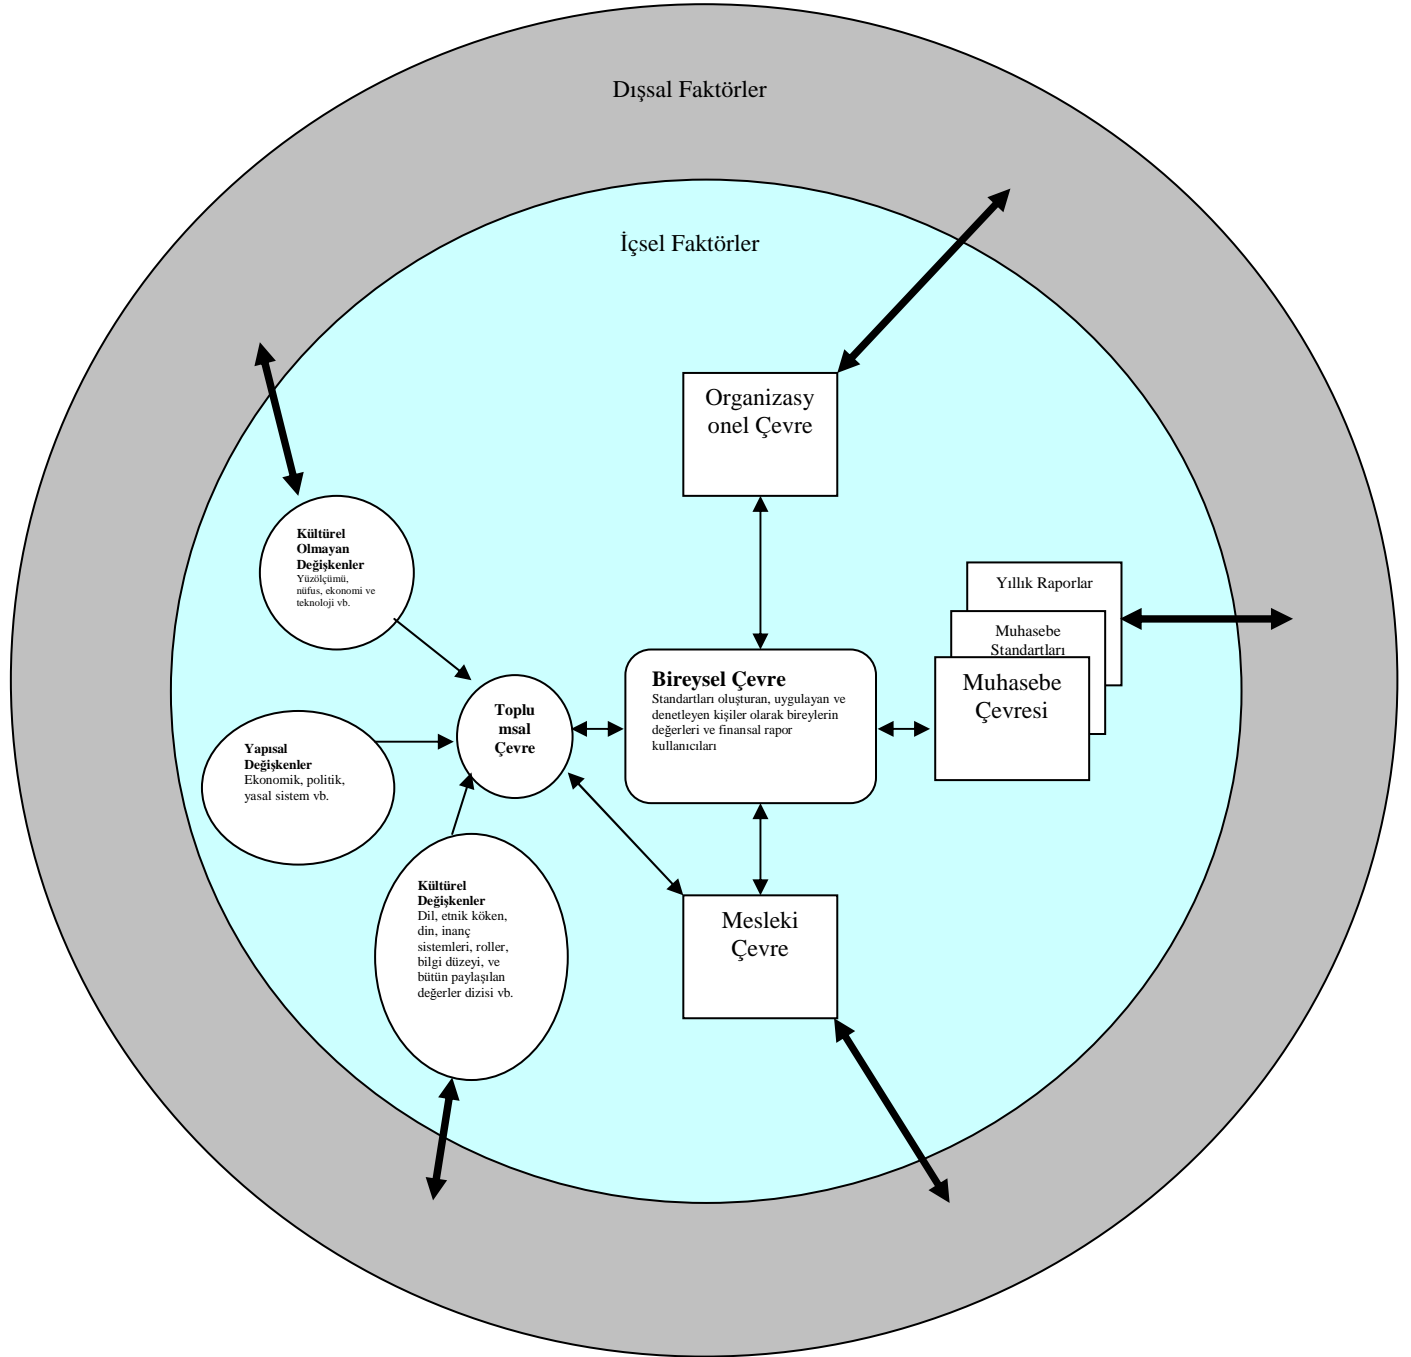 Dışsal Faktörler
İçsel Faktörler
Organizasy
onel Çevre
Kültürel
Olmayan
Değişkenler
Yüzölçümü,
nüfus, ekonomi ve
teknoloji vb.
Yıllık Raporlar
Muhasebe
Standartları
Muhasebe
Çevresi
Bireysel Çevre
Standartları oluşturan, uygulayan ve
denetleyen kişiler olarak bireylerin
değerleri ve finansal rapor
kullanıcıları
Toplu
msal
Çevre
Yapısal
Değişkenler
Ekonomik, politik,
yasal sistem vb.
Kültürel
Değişkenler
Dil, etnik köken,
din, inanç
sistemleri, roller,
bilgi düzeyi, ve
bütün paylaşılan
değerler dizisi vb.
Mesleki
Çevre